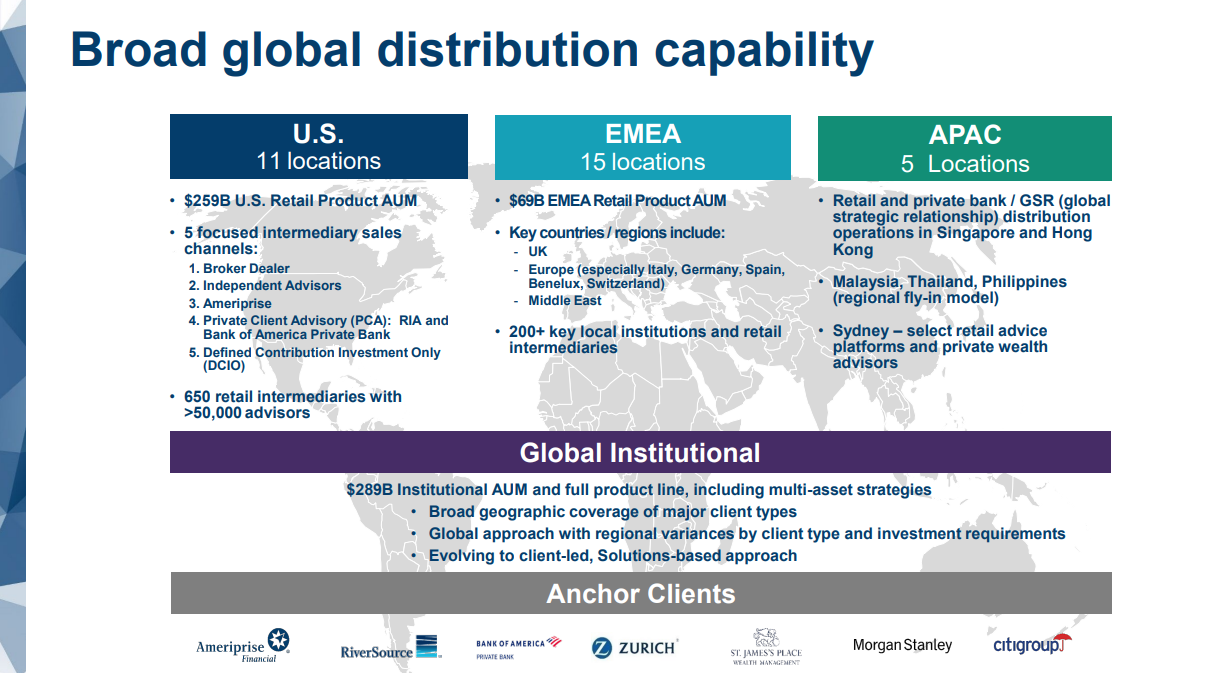 Broad global distribution capability
U.S.
11 locations
• $259B U.S. Retail Product AUM
• 5 focused intermediary sales
channels:
1. Broker Dealer
2. Independent Advisors
3. Ameriprise
4. Private Client Advisory (PCA): RIA and
Bank of America Private Bank
5. Defined Contribution Investment Only
(DCIO)
• 650 retail intermediaries with
>50,000 advisors
EMEA
15 locations
• $69B EMEA Retail Product AUM
• Key countries / regions include:
- UK
- Europe (especially Italy, Germany, Spain,
Benelux, Switzerland)
- Middle East
• 200+ key local institutions and retail
intermediaries
APAC
5 Locations
• Retail and private bank / GSR (global
strategic relationship) distribution
operations in Singapore and Hong
Kong
• Malaysia, Thailand, Philippines
(regional fly-in model)
• Sydney – select retail advice
platforms and private wealth
advisors
Global Institutional
$289B Institutional AUM and full product line, including multi-asset strategies
• Broad geographic coverage of major client types
• Global approach with regional variances by client type and investment requirements
• Evolving to client-led, Solutions-based approach
Anchor Clients
Ameriprise
Financial
RiverSource
BANK OF AMERICA
PRIVATE BANK
Z ZURICH
ST. JAMES'S PLACE
WEALTH MANAGEMENT
Morgan Stanley
citigroup